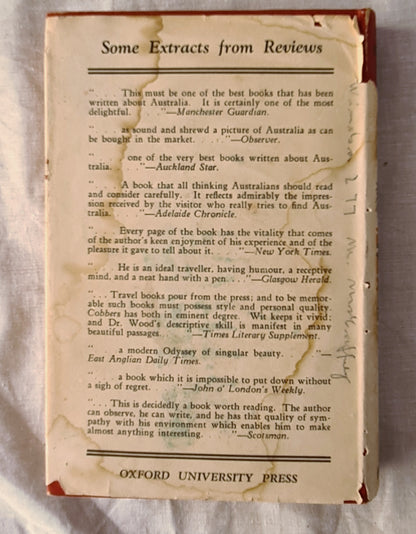 Some Extracts from Reviews
". . . . This must be one of the best books that has been
written about Australia. It is certainly one of the most
delightful. . . . ."—Manchester Guardian.
". . . . as sound and shrewd a picture of Australia as can
be bought in the market. . . . ."—Observer.
". . . . one of the very best books written about Aus-
tralia. . . . ."—Auckland Star.
". . . . A book that all thinking Australians should read
and consider carefully. It reflects admirably the impres-
sion received by the visitor who really tries to find Aus-
tralia. . . . ."—Adelaide Chronicle.
". . . . Every page of the book has the vitality that comes
of the author's keen enjoyment of his experience and of the
pleasure it gave to tell about it. . . . ."—New York Times.
". . . . He is an ideal traveller, having humour, a receptive
mind, and a neat hand with a pen. . . . ."—Glasgow Herald.
". . . Travel books pour from the press; and to be memor-
able such books must possess style and personal quality.
Cobbers has both in eminent degree. Wit keeps it vivid;
and Dr. Wood's descriptive skill is manifest in many
beautiful passages. . . . ."—Times Literary Supplement.
". . . . a modern Odyssey of singular beauty. . . . ."—
East Anglian Daily Times.
". . . . a book which it is impossible to put down without
a sigh of regret. . . . ."—John o' London's Weekly.
". . . This is decidedly a book worth reading. The author
can observe, he can write, and he has that quality of sym-
pathy with his environment which enables him to make
almost anything interesting. . . . ."—Scotsman.
OXFORD UNIVERSITY PRESS